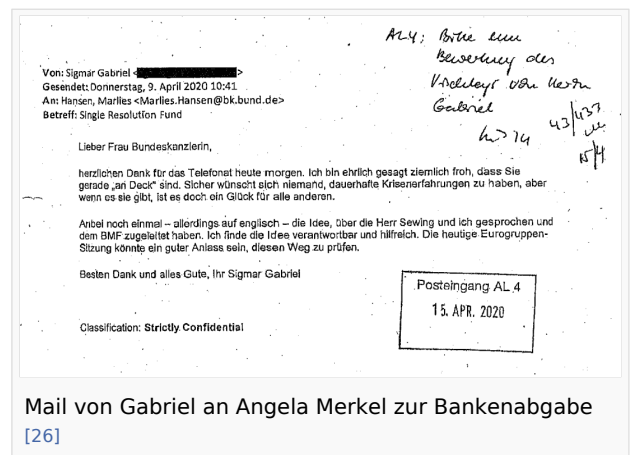 AL4: Bitte um
Bewertung des
Vorschlags von Herrn
Gabriel
43/433
15/4
Von: Sigmar Gabriel <
Gesendet: Donnerstag, 9. April 2020 10:41
An: Hansen, Marlies <Marlies.Hansen@bk.bund.de>
Betreff: Single Resolution Fund
Lieber Frau Bundeskanzlerin,
herzlichen Dank für das Telefonat heute morgen. Ich bin ehrlich gesagt ziemlich froh, dass Sie
gerade „an Deck" sind. Sicher wünscht sich niemand, dauerhafte Krisenerfahrungen zu haben, aber
wenn es sie gibt, ist es doch ein Glück für alle anderen.
Anbei noch einmal – allerdings auf englisch – die Idee, über die Herr Sewing und ich gesprochen und
dem BMF zugeleitet haben. Ich finde die Idee verantwortbar und hilfreich. Die heutige Eurogruppen-
Sitzung könnte ein guter Anlass sein, diesen Weg zu prüfen.
Besten Dank und alles Gute, Ihr Sigmar Gabriel
Posteingang AL 4
15. APR. 2020
Classification: Strictly Confidential
Mail von Gabriel an Angela Merkel zur Bankenabgabe
[26]